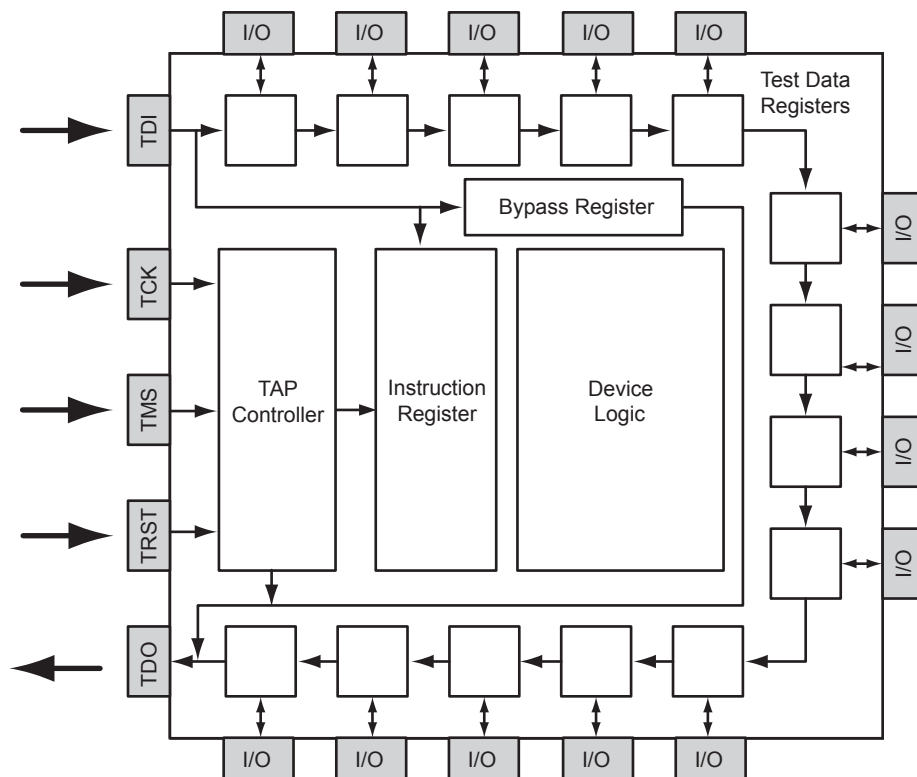 I/O I/O I/O I/O I/O
Test Data
Registers
TDI
Bypass Register
I/O
TCK
I/O
TAP
Controller
Instruction
Register
Device
Logic
TMS
I/O
TRST
I/O
TDO
I/O I/O I/O I/O I/O